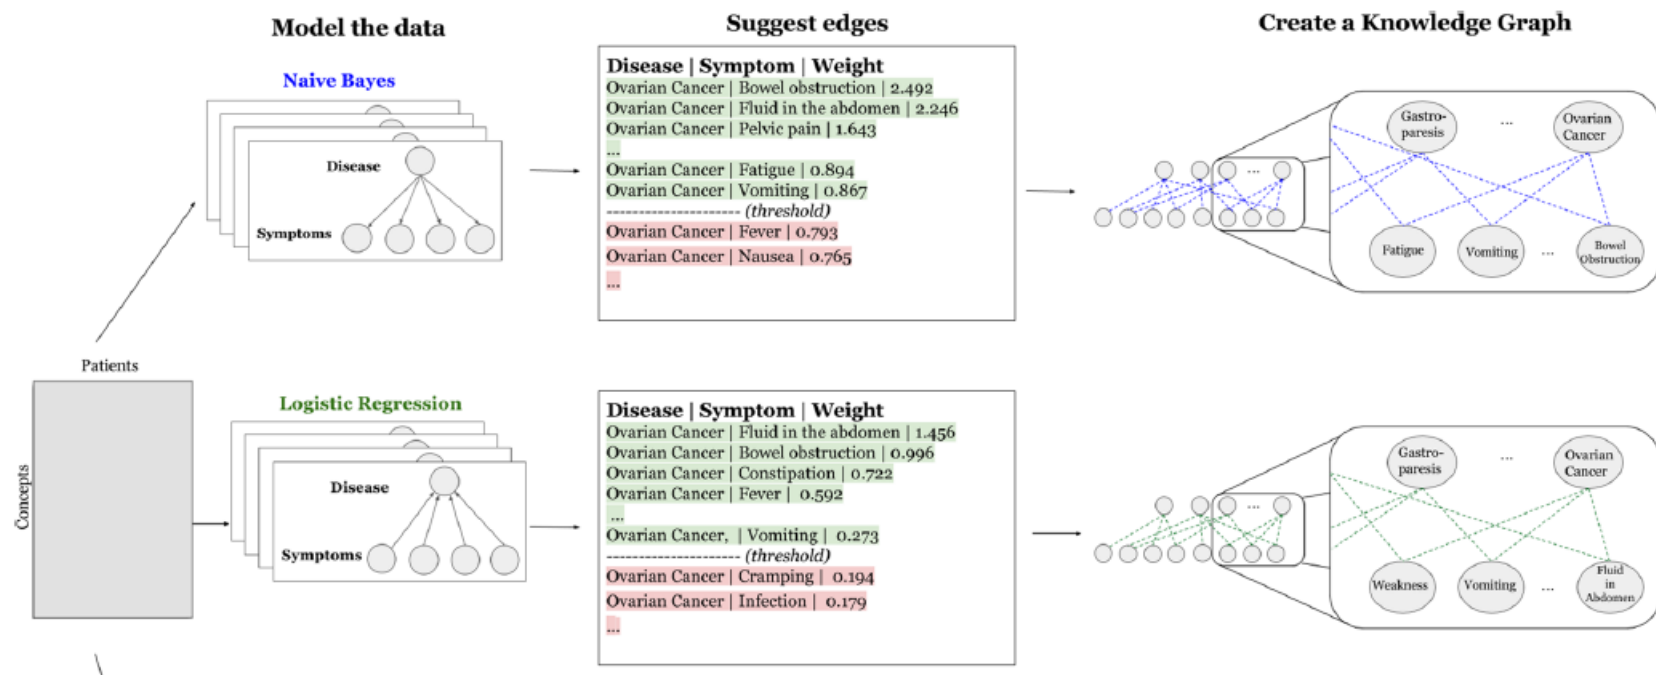 Model the data
Suggest edges
Create a Knowledge Graph
Naive Bayes
Disease
Symptoms
Disease | Symptom | Weight
Ovarian Cancer | Bowel obstruction | 2.492
Ovarian Cancer | Fluid in the abdomen | 2.246
Ovarian Cancer | Pelvic pain | 1.643
...
Ovarian Cancer | Fatigue | 0.894
Ovarian Cancer | Vomiting | 0.867
--------------------- (threshold)
Ovarian Cancer | Fever | 0.793
Ovarian Cancer | Nausea | 0.765
...
...
Gastro-
paresis
...
Ovarian
Cancer
Fatigue
Vomiting
...
Bowel
Obstruction
Patients
Concepts
Logistic Regression
Disease
Symptoms
Disease | Symptom | Weight
Ovarian Cancer | Fluid in the abdomen | 1.456
Ovarian Cancer | Bowel obstruction | 0.996
Ovarian Cancer | Constipation | 0.722
Ovarian Cancer | Fever | 0.592
...
Ovarian Cancer, | Vomiting | 0.273
--------------------- (threshold)
Ovarian Cancer | Cramping | 0.194
Ovarian Cancer | Infection | 0.179
...
...
Gastro-
paresis
...
Ovarian
Cancer
Weakness
Vomiting
...
Fluid
in
Abdomen